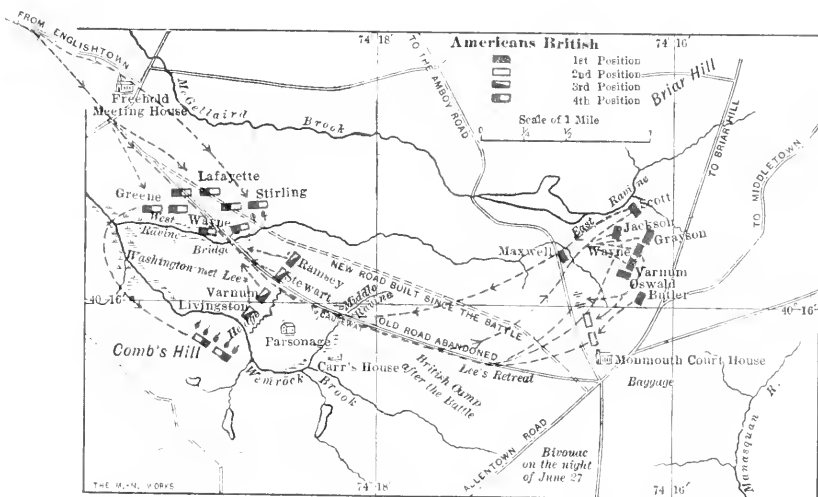 FROM ENGLISHTOWN
74°18'
74°16'
TO THE AMBOY ROAD
Americans British
1st Position
2nd Position
3rd Position
4th Position
Scale of 1 Mile
0 ¼ ½ 1
Briar Hill
TO BRIAR HILL
TO MIDDLETOWN
Freehold
Meeting House
McGellaird
Brook
Lafayette
Greene
Stirling
West
Ravine
Wayne
Bridge
Washington met Lee
Ramsey
Stewart
Varnum
Livingston
NEW ROAD BUILT SINCE THE BATTLE
Middle
Ravine
CAUSEWAY
OLD ROAD ABANDONED
East Ravine
Scott
Jackson
Grayson
Wayne
Maxwell
Varnum
Oswald
Butler
40°16'
40°16'
Parsonage
Comb's Hill
Carr's House
Wemrock
Brook
British Camp
after the Battle
Lee's Retreat
Monmouth Court House
Baggage
ALLENTOWN ROAD
Bivouac
on the night
of June 27
Manasquan R.
THE M.-N. WORKS
74°18'
74°16'